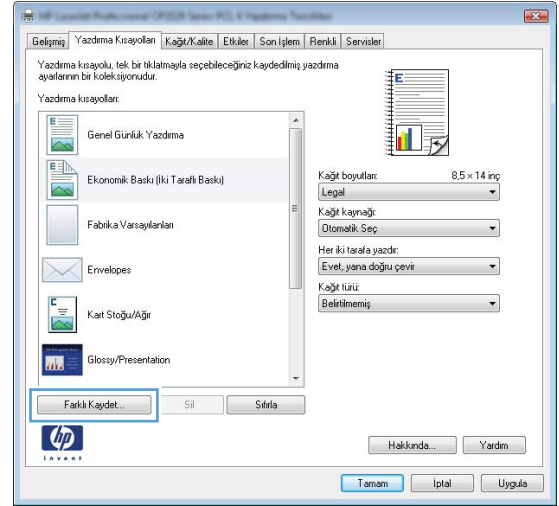 Gelişmiş Yazdırma Kısayolları Kağıt/Kalite Etkiler Son İşlem Renkli Servisler
Yazdırma kısayolu, tek bir tıklatmayla seçebileceğiniz kaydedilmiş yazdırma
ayarlarının bir koleksiyonudur.
Yazdırma kısayolları:
Genel Günlük Yazdırma
Ekonomik Baskı (İki Taraflı Baskı)
Fabrika Varsayılanları
Envelopes
Kart Stoğu/Ağır
Glossy/Presentation
Farklı Kaydet... Sil Sıfırla
E
Kağıt boyutları: 8,5 × 14 inç
Legal
Kağıt kaynağı:
Otomatik Seç
Her iki tarafa yazdır:
Evet, yana doğru çevir
Kağıt türü:
Belirtilmemiş
hp
invent
Hakkında... Yardım
Tamam İptal Uygula